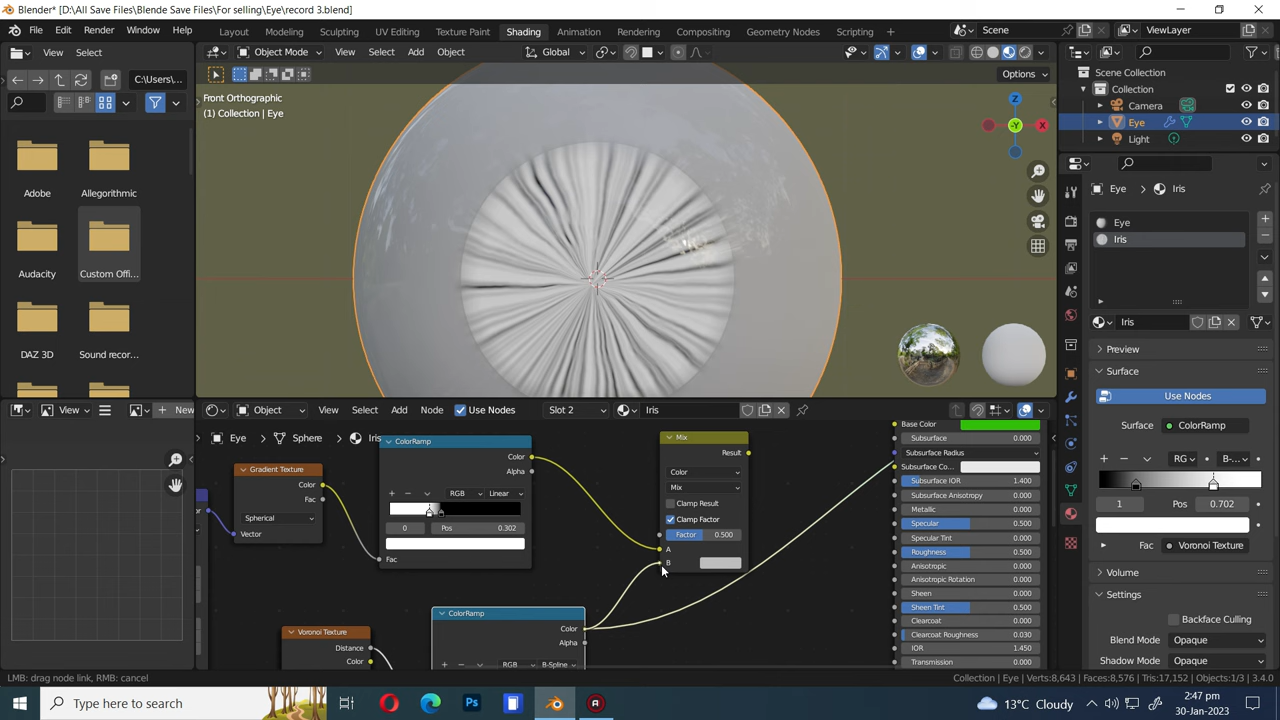 Blender* [D:\All Save Files\Blende Save Files\For selling\Eye\record 3.blend]
File Edit Render Window Help Layout Modeling Sculpting UV Editing Texture Paint Shading Animation Rendering Compositing Geometry Nodes Scripting Scene ViewLayer
View Select Object Mode View Select Add Object Global
C:\Users\... Options
Front Orthographic
(1) Collection | Eye
Z
-Y
X
Adobe Allegorithmic
Audacity Custom Offi...
DAZ 3D Sound recor...
Scene Collection
Collection
Camera
Eye
Light
Eye Iris
Eye
Iris
Iris
Preview
Surface
Use Nodes
Surface ColorRamp
RG B-...
1 Pos 0.702
Fac Voronoi Texture
Volume
Settings
Backface Culling
Blend Mode Opaque
Shadow Mode Opaque
View New Object View Select Add Node Use Nodes Slot 2 Iris
Eye Sphere Iris
Gradient Texture
Color
Fac
Spherical
Vector
ColorRamp
Color
Alpha
RGB Linear
0 Pos 0.302
Fac
Voronoi Texture
Distance
Color
ColorRamp
Color
Alpha
RGB B-Spline
Mix
Result
Color
Mix
Clamp Result
Clamp Factor
Factor 0.500
A
B
Base Color
Subsurface 0.000
Subsurface Radius
Subsurface Co...
Subsurface IOR 1.400
Subsurface Anisotropy 0.000
Metallic 0.000
Specular 0.500
Specular Tint 0.000
Roughness 0.500
Anisotropic 0.000
Anisotropic Rotation 0.000
Sheen 0.000
Sheen Tint 0.500
Clearcoat 0.000
Clearcoat Roughness 0.030
IOR 1.450
Transmission 0.000
LMB: drag node link, RMB: cancel Collection | Eye | Verts:8,643 | Faces:8,576 | Tris:17,152 | Objects:1/3 | 3.4.0
Type here to search 13°C Cloudy 2:47 pm
30-Jan-2023